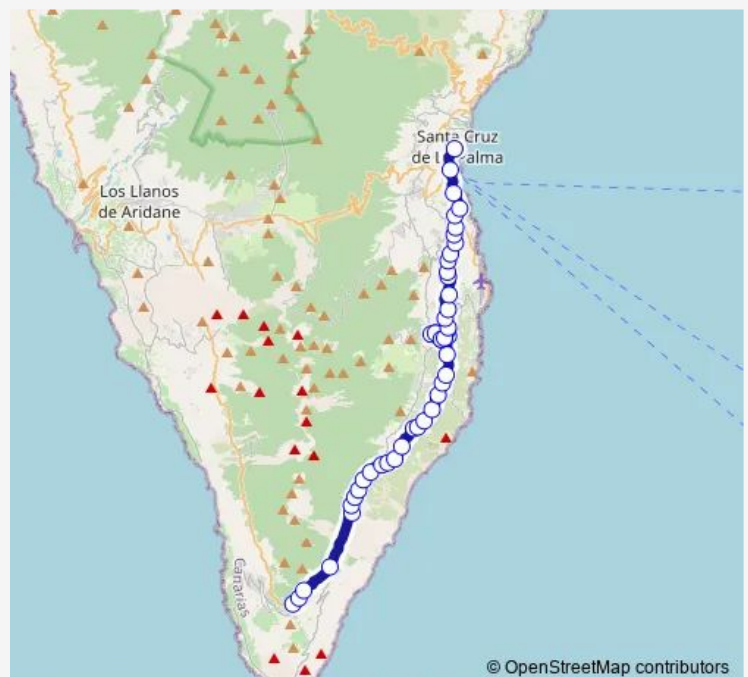 Santa Cruz
de La Palma
Los Llanos
de Aridane
Canarias
© OpenStreetMap contributors